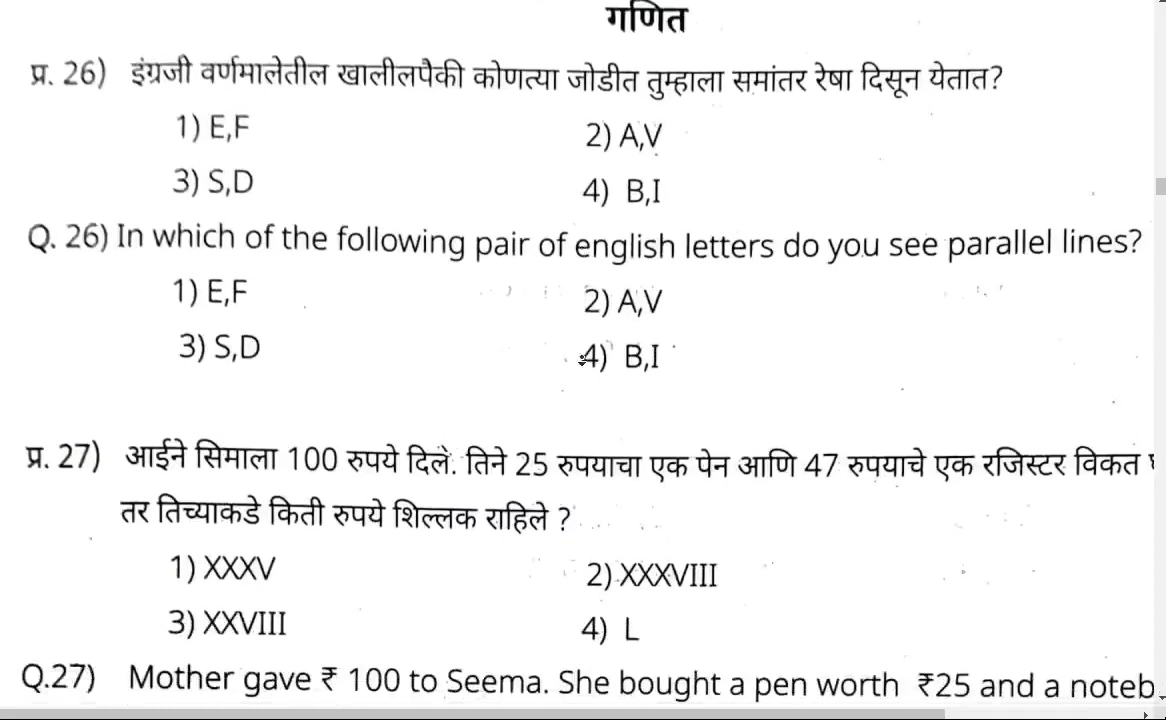 गणित
प्र. 26) इंग्रजी वर्णमालेतील खालीलपैकी कोणत्या जोडीत तुम्हाला समांतर रेषा दिसून येतात?
1) E,F 2) A,V
3) S,D 4) B,I
Q. 26) In which of the following pair of english letters do you see parallel lines?
1) E,F 2) A,V
3) S,D 4) B,I
प्र. 27) आईने सिमाला 100 रुपये दिले. तिने 25 रुपयाचा एक पेन आणि 47 रुपयाचे एक रजिस्टर विकत
तर तिच्याकडे किती रुपये शिल्लक राहिले ?
1) XXXV 2) XXXVIII
3) XXVIII 4) L
Q.27) Mother gave ₹ 100 to Seema. She bought a pen worth ₹25 and a noteb